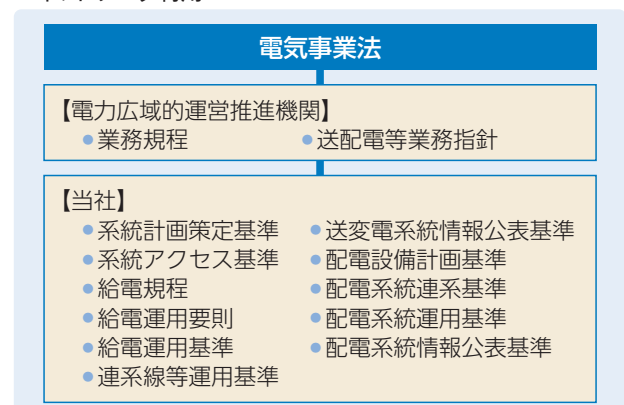 電気事業法
【電力広域的運営推進機関】
●業務規程 ●送配電等業務指針
【当社】
●系統計画策定基準 ●送変電系統情報公表基準
●系統アクセス基準 ●配電設備計画基準
●給電規程 ●配電系統連系基準
●給電運用要則 ●配電系統運用基準
●給電運用基準 ●配電系統情報公表基準
●連系線等運用基準